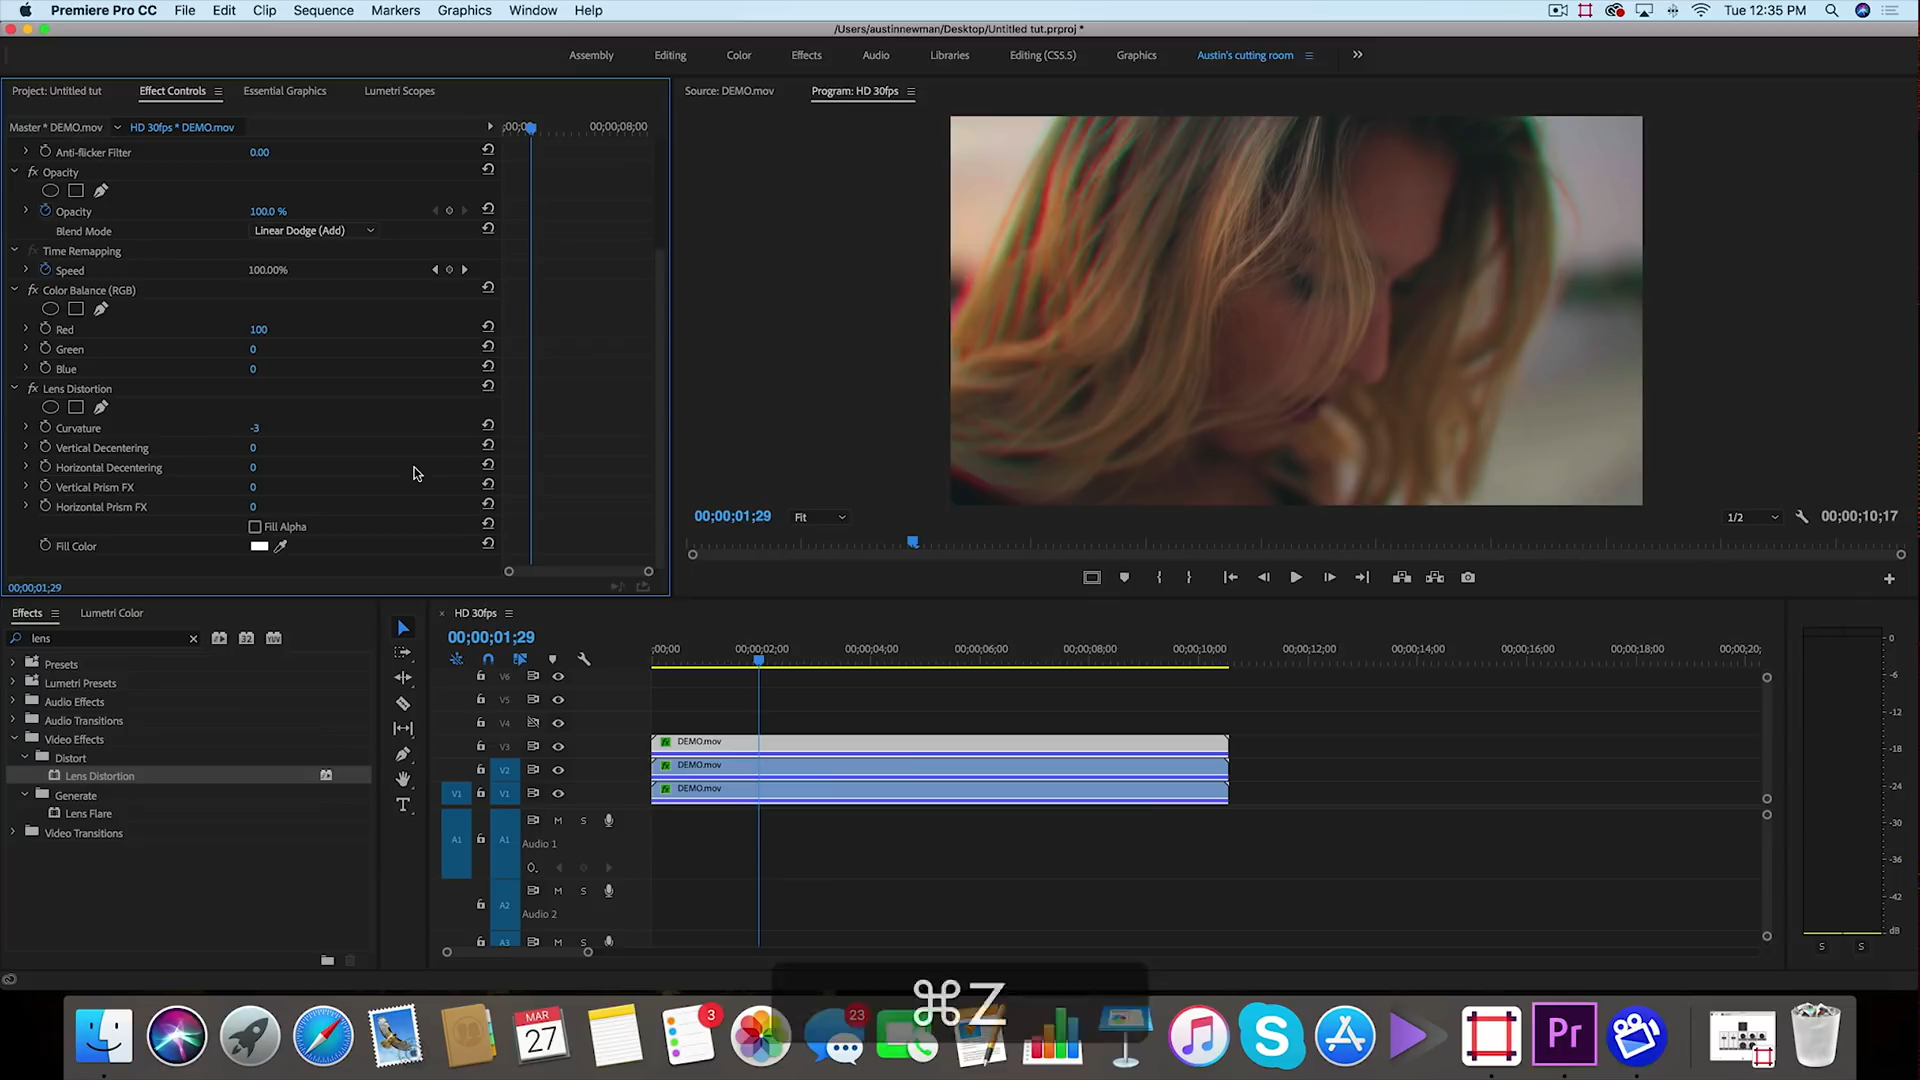 Premiere Pro CC File Edit Clip Sequence Markers Graphics Window Help Tue 12:35 PM
/Users/austinnewman/Desktop/Untitled tut.prproj *
Assembly Editing Color Effects Audio Libraries Editing (CS5.5) Graphics Austin's cutting room
Project: Untitled tut Effect Controls Essential Graphics Lumetri Scopes
Source: DEMO.mov Program: HD 30fps
Master * DEMO.mov HD 30fps * DEMO.mov ;00;00 00;00;08;00
Anti-flicker Filter 0.00
fx Opacity
Opacity 100.0 %
Blend Mode Linear Dodge (Add)
fx Time Remapping
Speed 100.00%
fx Color Balance (RGB)
Red 100
Green 0
Blue 0
fx Lens Distortion
Curvature -3
Vertical Decentering 0
Horizontal Decentering 0
Vertical Prism FX 0
Horizontal Prism FX 0
Fill Alpha
Fill Color
00;00;01;29
00;00;01;29 Fit 1/2 00;00;10;17
Effects Lumetri Color
lens 32 YUV
Presets
Lumetri Presets
Audio Effects
Audio Transitions
Video Effects
Distort
Lens Distortion
Generate
Lens Flare
Video Transitions
HD 30fps
00;00;01;29
;00;00 00;00;02;00 00;00;04;00 00;00;06;00 00;00;08;00 00;00;10;00 00;00;12;00 00;00;14;00 00;00;16;00 00;00;18;00 00;00;20;
V6
V5
V4
V3 DEMO.mov
V2 DEMO.mov
V1 V1 DEMO.mov
A1 A1 M S
Audio 1
A2 M S
Audio 2
A3 M S
0
-6
-12
-18
-24
-30
-36
-42
dB
S S
⌘Z
MAR
27
3
23
S
Pr